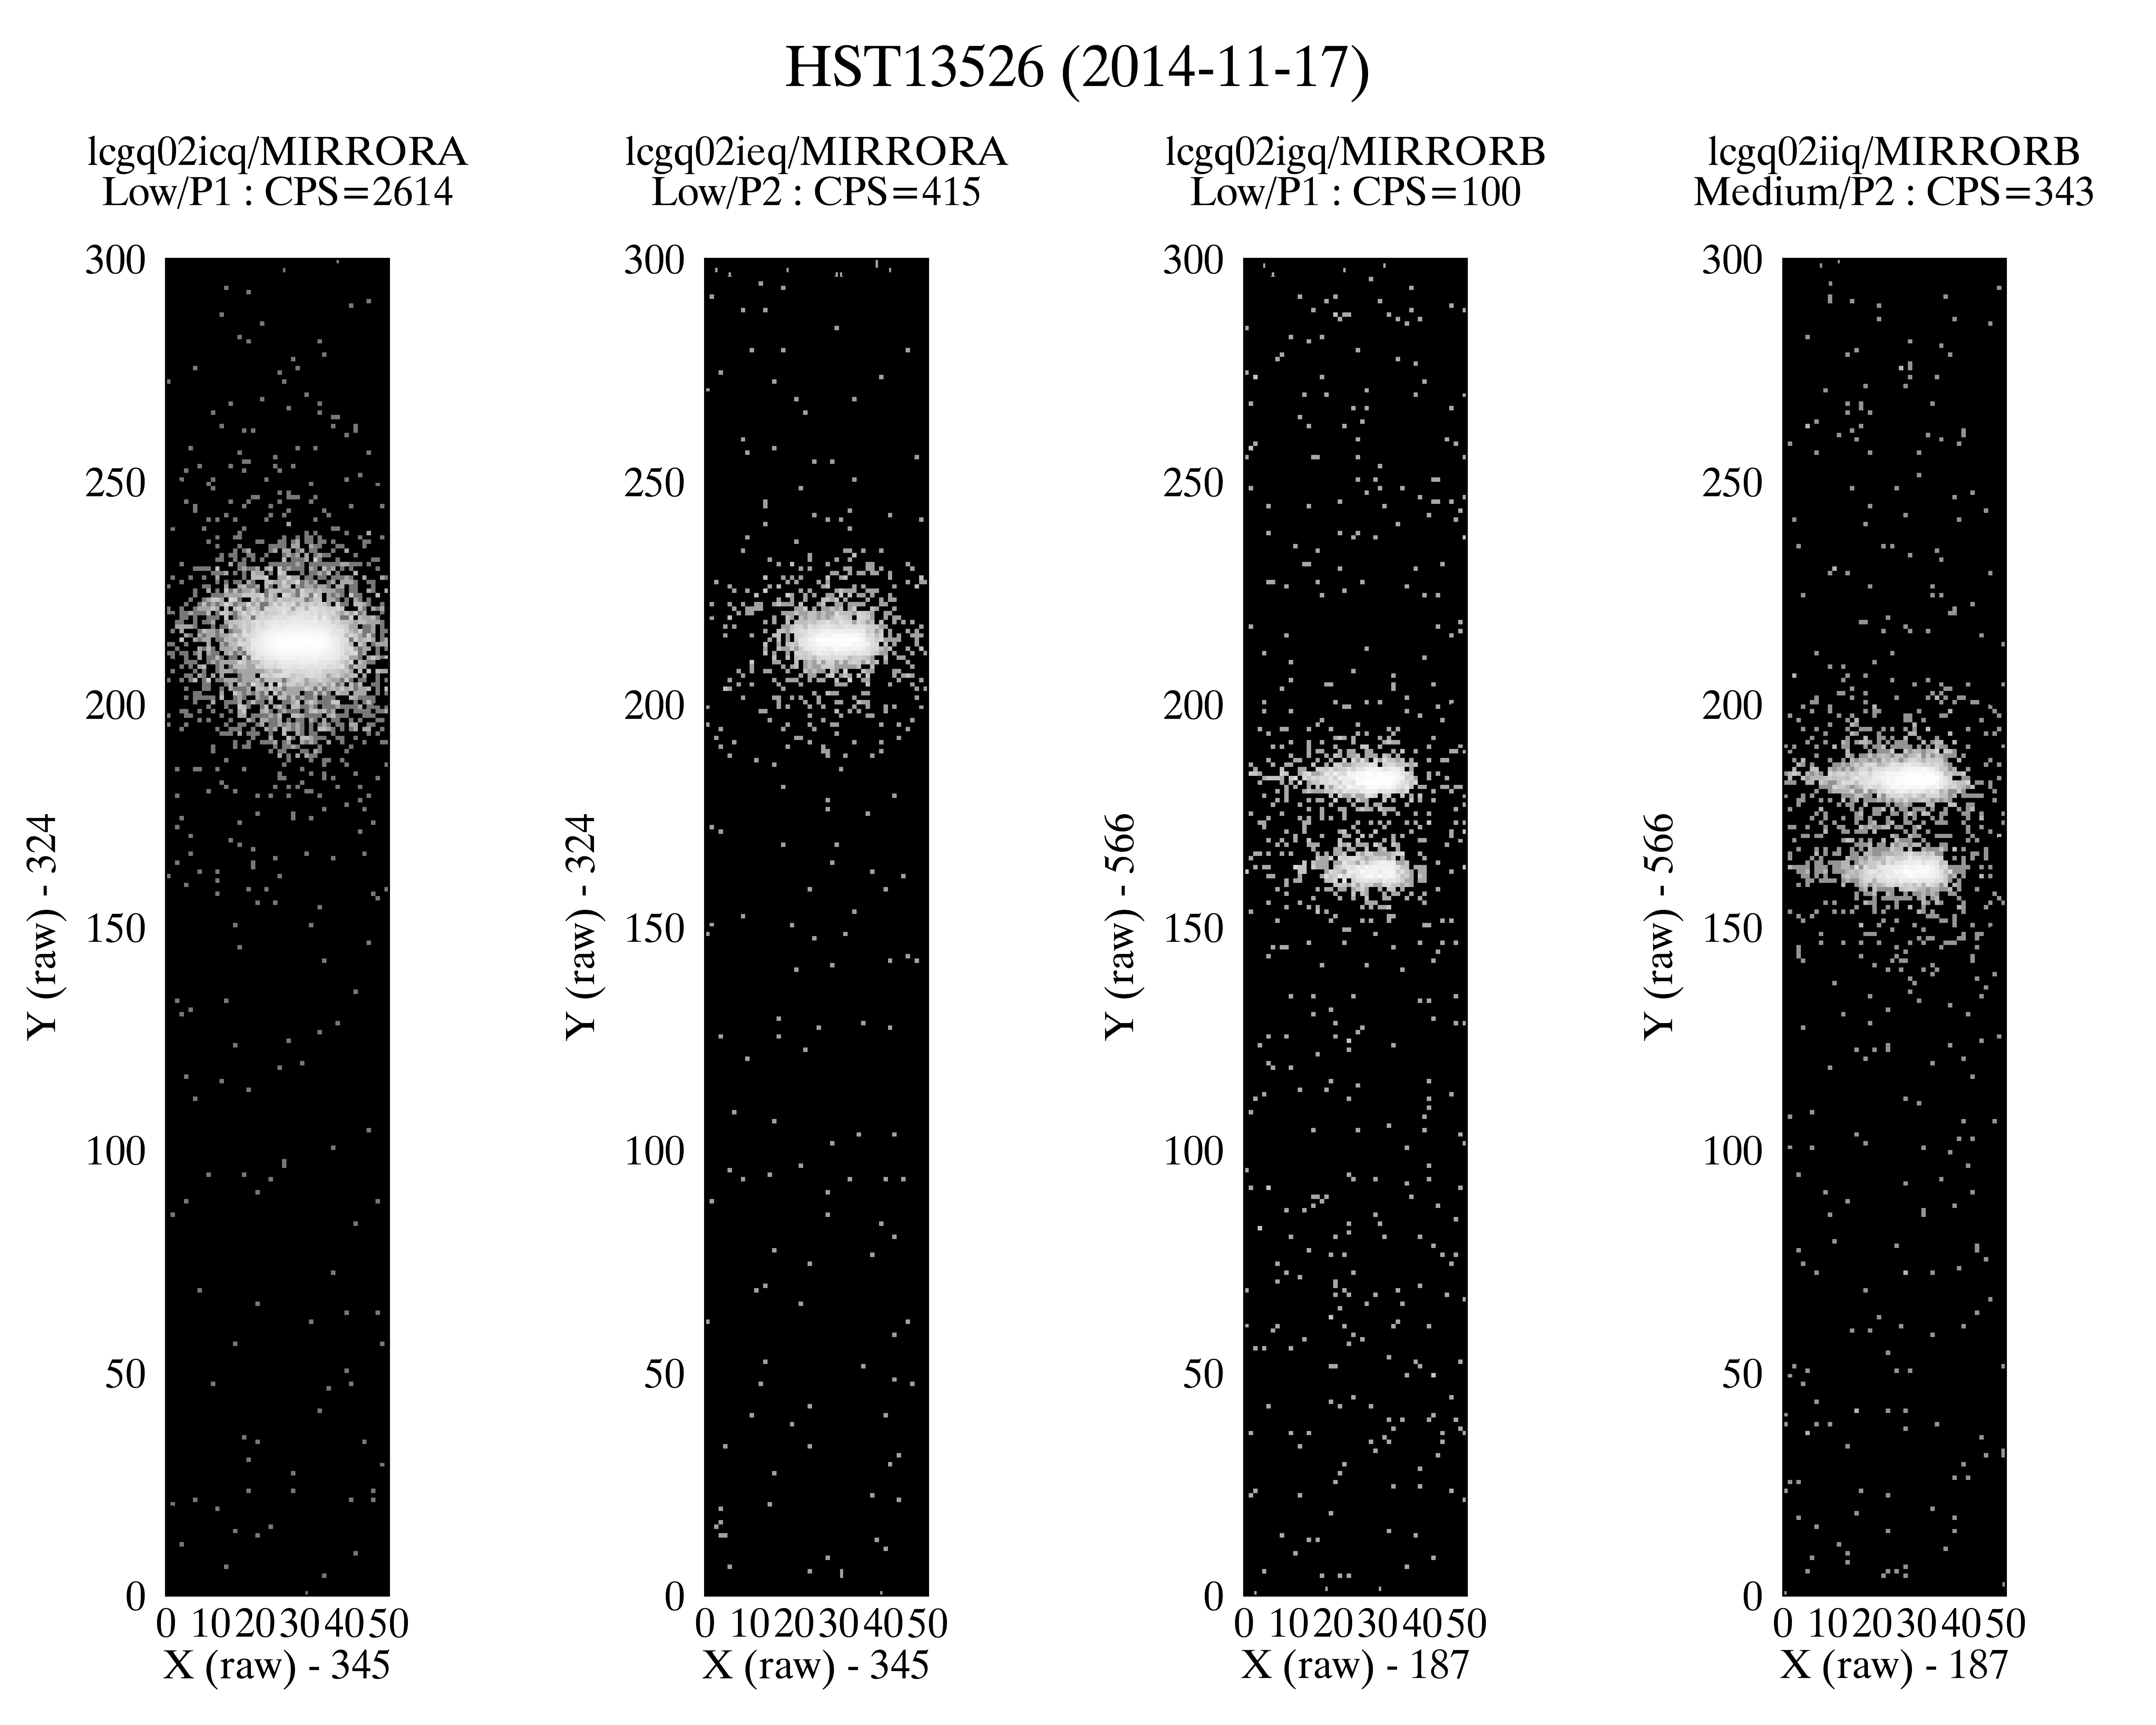 HST13526 (2014-11-17)
lcgq02icq/MIRRORA
Low/P1 : CPS=2614
300
250
200
150
100
50
0
Y (raw) - 324
0 10 20 30 40 50
X (raw) - 345
lcgq02ieq/MIRRORA
Low/P2 : CPS=415
300
250
200
150
100
50
0
Y (raw) - 324
0 10 20 30 40 50
X (raw) - 345
lcgq02igq/MIRRORB
Low/P1 : CPS=100
300
250
200
150
100
50
0
Y (raw) - 566
0 10 20 30 40 50
X (raw) - 187
lcgq02iiq/MIRRORB
Medium/P2 : CPS=343
300
250
200
150
100
50
0
Y (raw) - 566
0 10 20 30 40 50
X (raw) - 187